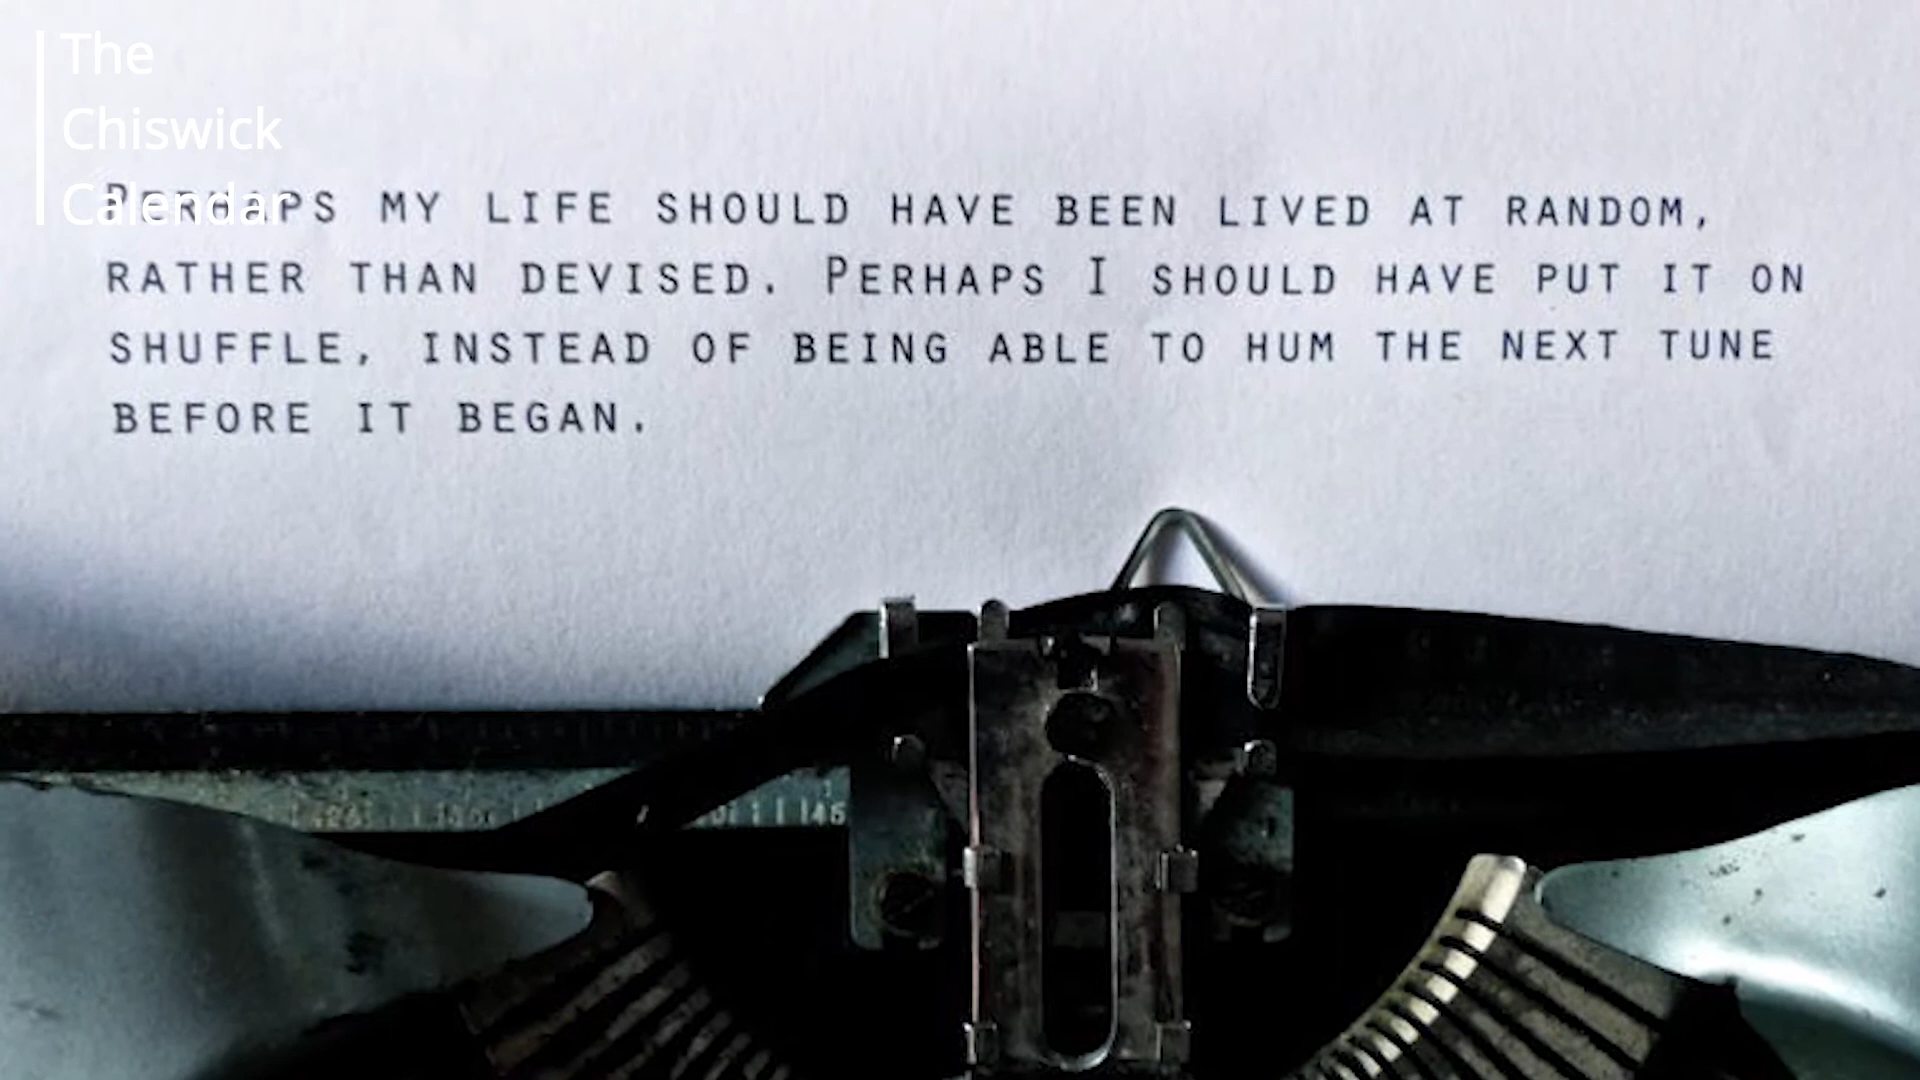 The
Chiswick
Calendar
PERHAPS MY LIFE SHOULD HAVE BEEN LIVED AT RANDOM,
RATHER THAN DEVISED. PERHAPS I SHOULD HAVE PUT IT ON
SHUFFLE, INSTEAD OF BEING ABLE TO HUM THE NEXT TUNE
BEFORE IT BEGAN.